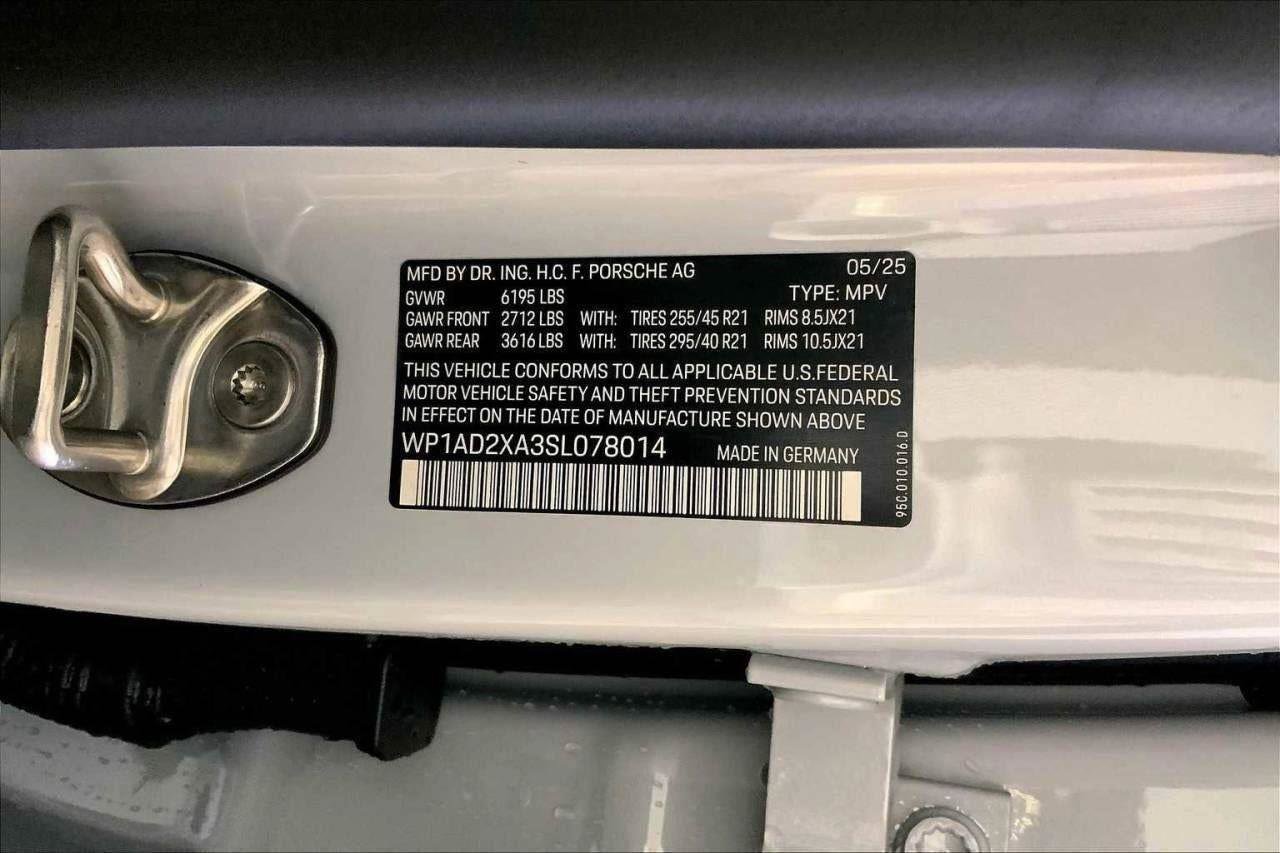 MFD BY DR. ING. H.C. F. PORSCHE AG 05/25
GVWR 6195 LBS TYPE: MPV
GAWR FRONT 2712 LBS WITH: TIRES 255/45 R21 RIMS 8.5JX21
GAWR REAR 3616 LBS WITH: TIRES 295/40 R21 RIMS 10.5JX21
THIS VEHICLE CONFORMS TO ALL APPLICABLE U.S.FEDERAL
MOTOR VEHICLE SAFETY AND THEFT PREVENTION STANDARDS
IN EFFECT ON THE DATE OF MANUFACTURE SHOWN ABOVE
WP1AD2XA3SL078014 MADE IN GERMANY
95C.010.016.D